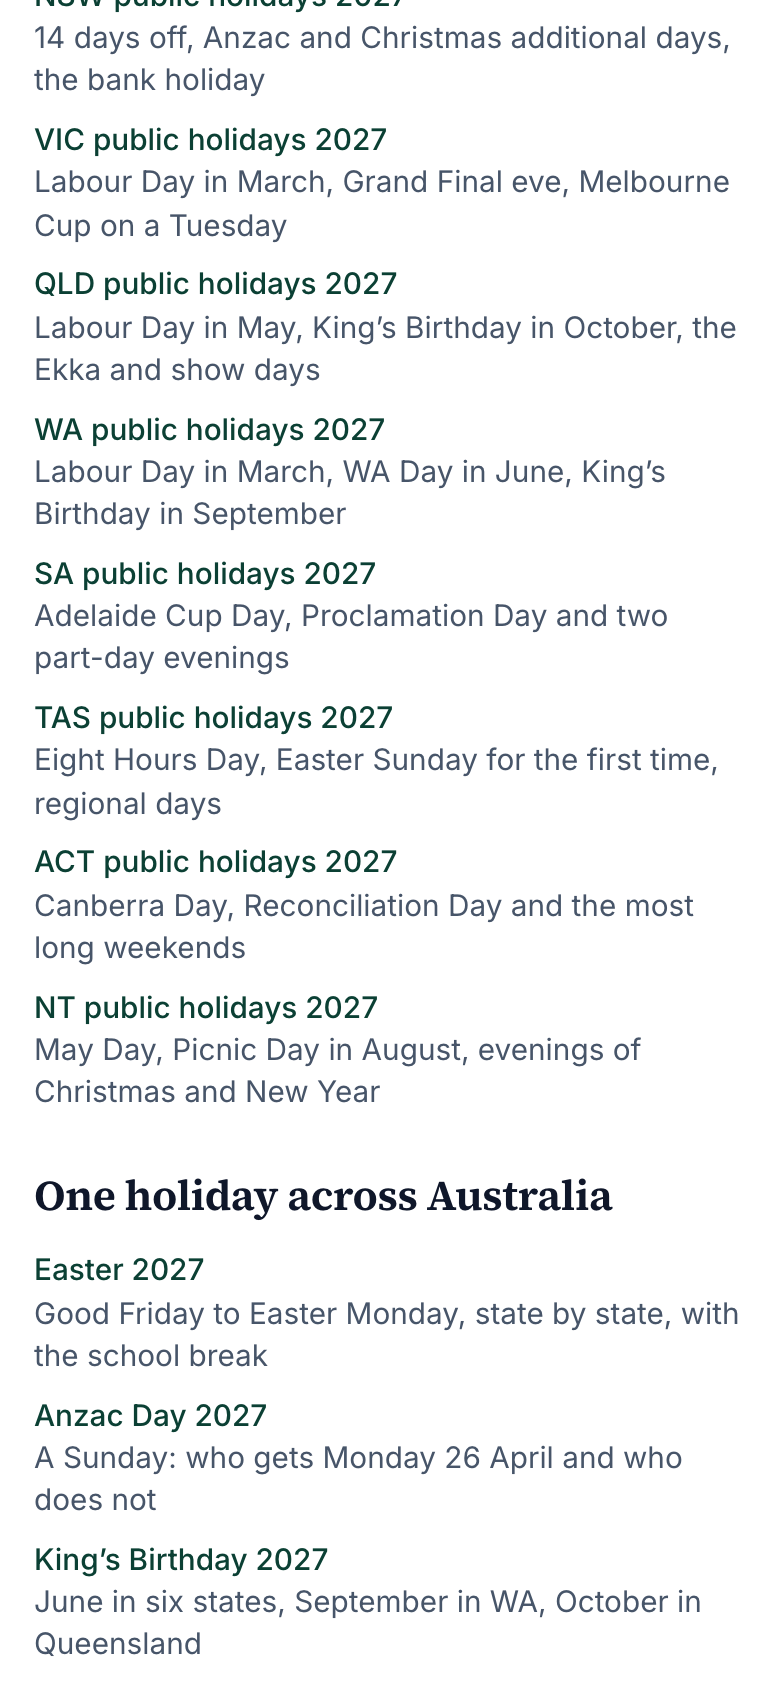 NSW public holidays 2027
14 days off, Anzac and Christmas additional days,
the bank holiday
VIC public holidays 2027
Labour Day in March, Grand Final eve, Melbourne
Cup on a Tuesday
QLD public holidays 2027
Labour Day in May, King’s Birthday in October, the
Ekka and show days
WA public holidays 2027
Labour Day in March, WA Day in June, King’s
Birthday in September
SA public holidays 2027
Adelaide Cup Day, Proclamation Day and two
part-day evenings
TAS public holidays 2027
Eight Hours Day, Easter Sunday for the first time,
regional days
ACT public holidays 2027
Canberra Day, Reconciliation Day and the most
long weekends
NT public holidays 2027
May Day, Picnic Day in August, evenings of
Christmas and New Year
One holiday across Australia
Easter 2027
Good Friday to Easter Monday, state by state, with
the school break
Anzac Day 2027
A Sunday: who gets Monday 26 April and who
does not
King’s Birthday 2027
June in six states, September in WA, October in
Queensland